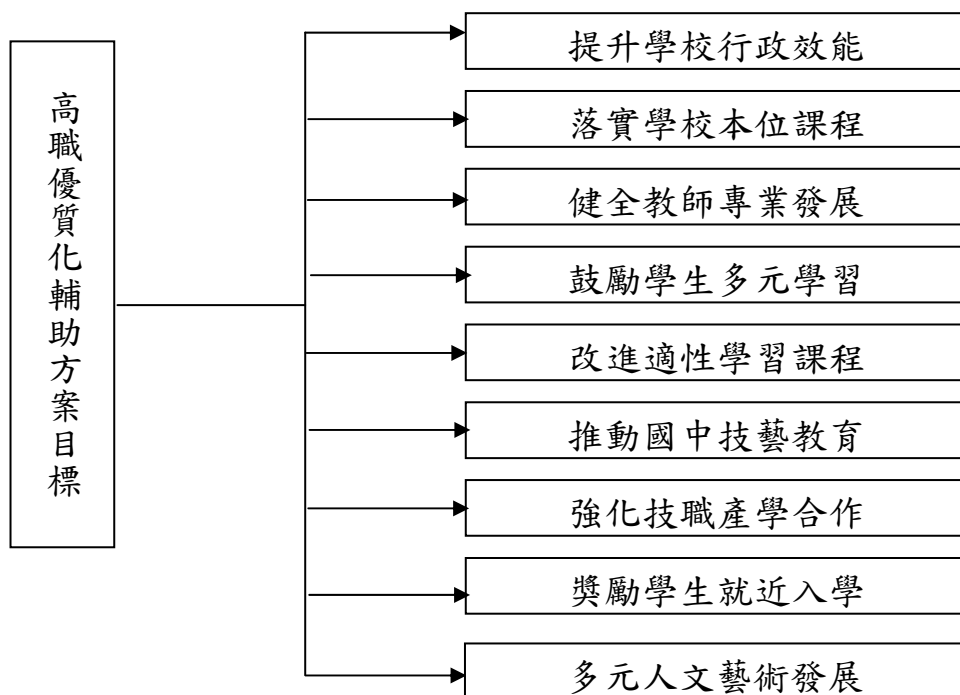 高職優質化輔助方案目標
提升學校行政效能
落實學校本位課程
健全教師專業發展
鼓勵學生多元學習
改進適性學習課程
推動國中技藝教育
強化技職產學合作
獎勵學生就近入學
多元人文藝術發展